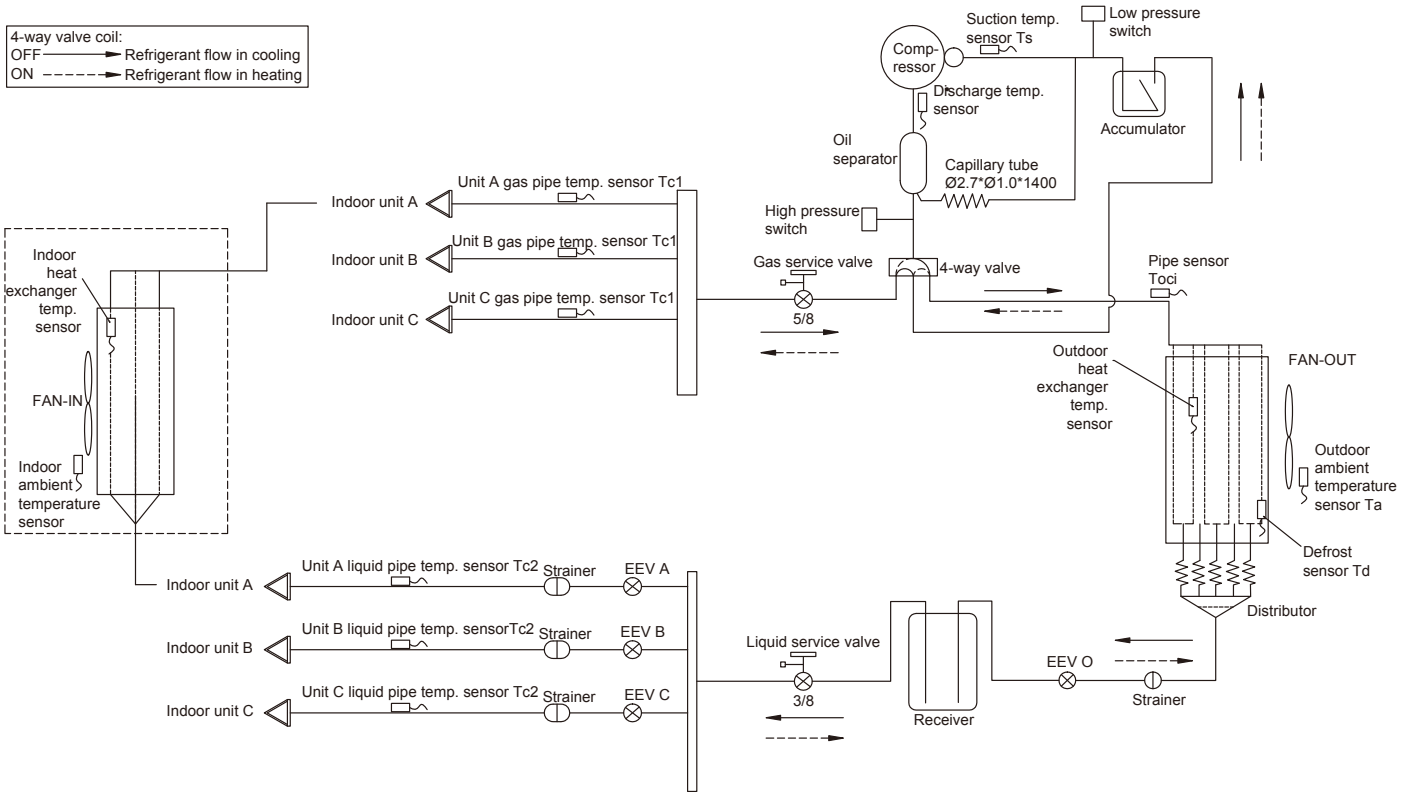 4-way valve coil:
OFF Refrigerant flow in cooling
ON Refrigerant flow in heating
Suction temp.
sensor Ts
Low pressure
switch
Comp-
ressor
Discharge temp.
sensor
Accumulator
Oil
separator
Capillary tube
Ø2.7*Ø1.0*1400
High pressure
switch
4-way valve
Gas service valve
5/8
Pipe sensor
Toci
Indoor unit A
Unit A gas pipe temp. sensor Tc1
Indoor unit B
Unit B gas pipe temp. sensor Tc1
Indoor unit C
Unit C gas pipe temp. sensor Tc1
Indoor
heat
exchanger
temp.
sensor
FAN-IN
Indoor
ambient
temperature
sensor
Outdoor
heat
exchanger
temp.
sensor
FAN-OUT
Outdoor
ambient
temperature
sensor Ta
Defrost
sensor Td
Distributor
Indoor unit A
Unit A liquid pipe temp. sensor Tc2
Strainer
EEV A
Indoor unit B
Unit B liquid pipe temp. sensorTc2
Strainer
EEV B
Indoor unit C
Unit C liquid pipe temp. sensor Tc2
Strainer
EEV C
Liquid service valve
3/8
Receiver
EEV O
Strainer